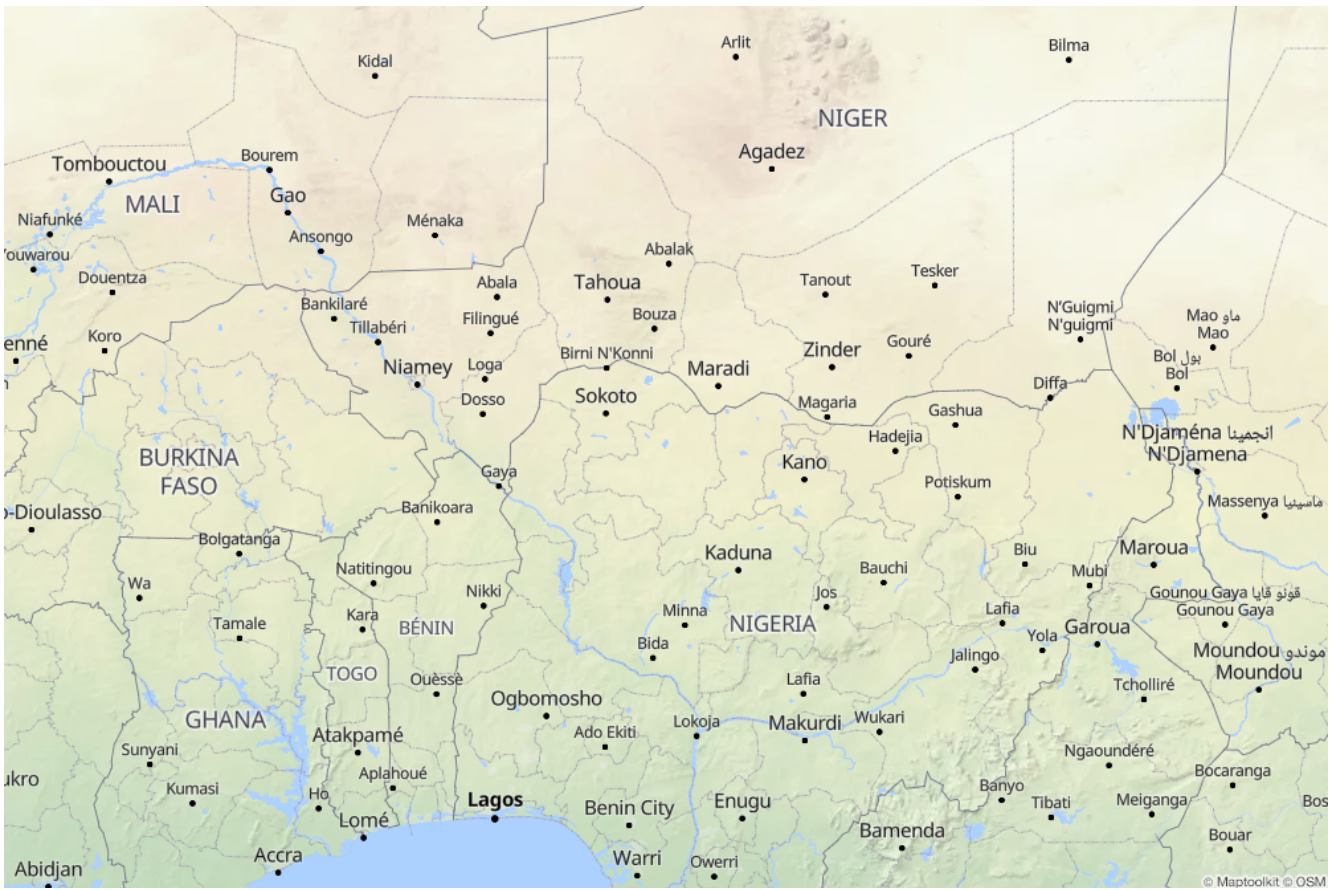 Arlit
Bilma
Kidal
NIGER
Agadez
Bourem
Tombouctou
Gao
MALI
Niafunké
Ménaka
Ansongo
Abalak
Youwarou
Douentza
Abala
Tahoua
Tanout
Tesker
Bankilaré
N'Guigmi
N'guigmi
Filingué
Bouza
Tillabéri
ماو Mao
Mao
Koro
enné
Birni N'Konni
Zinder
Gouré
بول Bol
Bol
Niamey
Loga
Maradi
Diffa
Dosso
Sokoto
Magaria
Gashua
Hadejia
انجمينا N'Djaména
N'Djamena
BURKINA
FASO
Kano
Gaya
Potiskum
Banikoara
ماسينيا Massenya
o-Dioulasso
Bolgatanga
Kaduna
Biu
Maroua
Natitingou
Bauchi
Mubi
Wa
Nikki
Jos
قونو قايا Gounou Gaya
Gounou Gaya
Kara
Minna
Lafia
Tamale
BÉNIN
NIGERIA
Garoua
Bida
Yola
Jalingo
موندو Moundou
Moundou
TOGO
Ouèssè
Lafia
Tcholliré
Ogbomosho
GHANA
Lokoja
Makurdi
Wukari
Atakpamé
Ado Ekiti
Sunyani
Ngaoundéré
Aplahoué
Bocaranga
ukro
Kumasi
Ho
Lagos
Benin City
Enugu
Banyo
Tibati
Meiganga
Bos
Lomé
Bamenda
Bouar
Accra
Warri
Owerri
Abidjan
© Maptoolkit © OSM